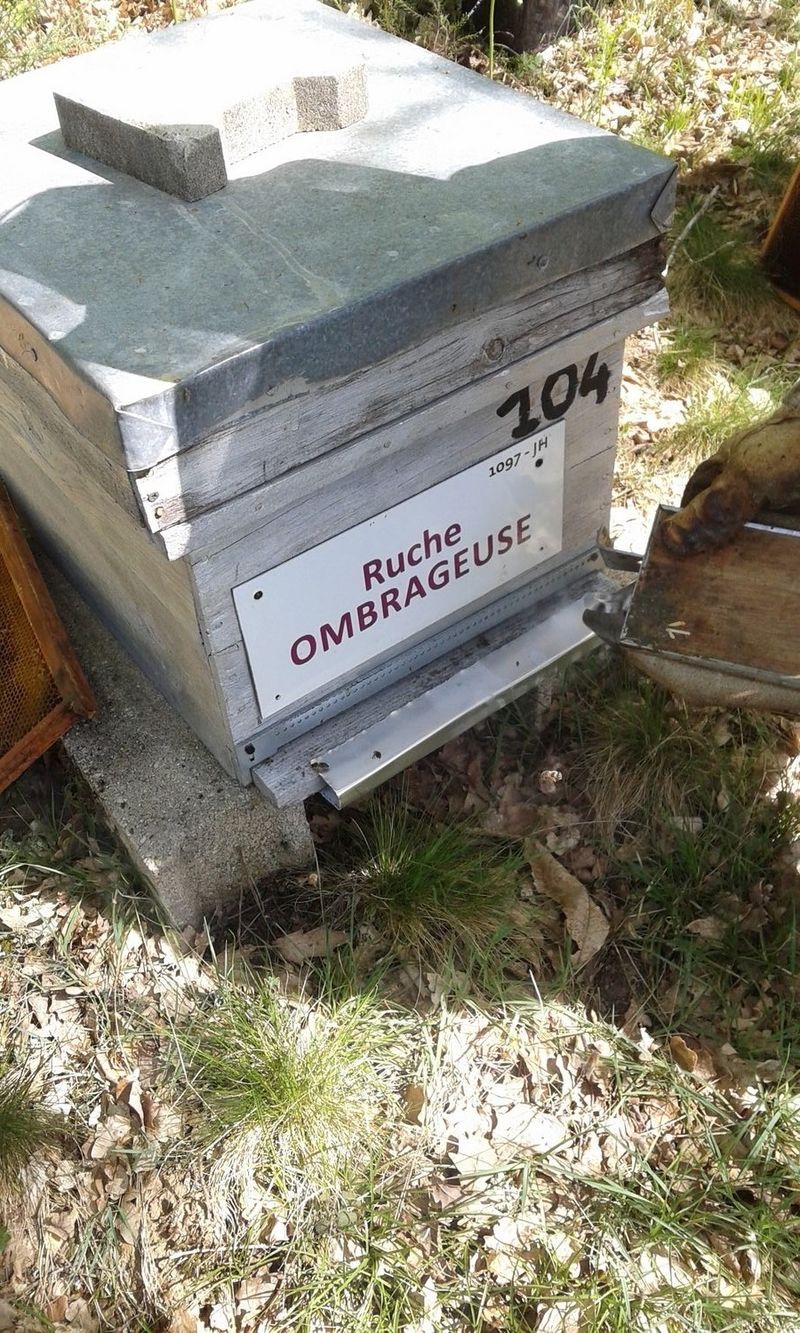 104
1097 - JH
Ruche
OMBRAGEUSE